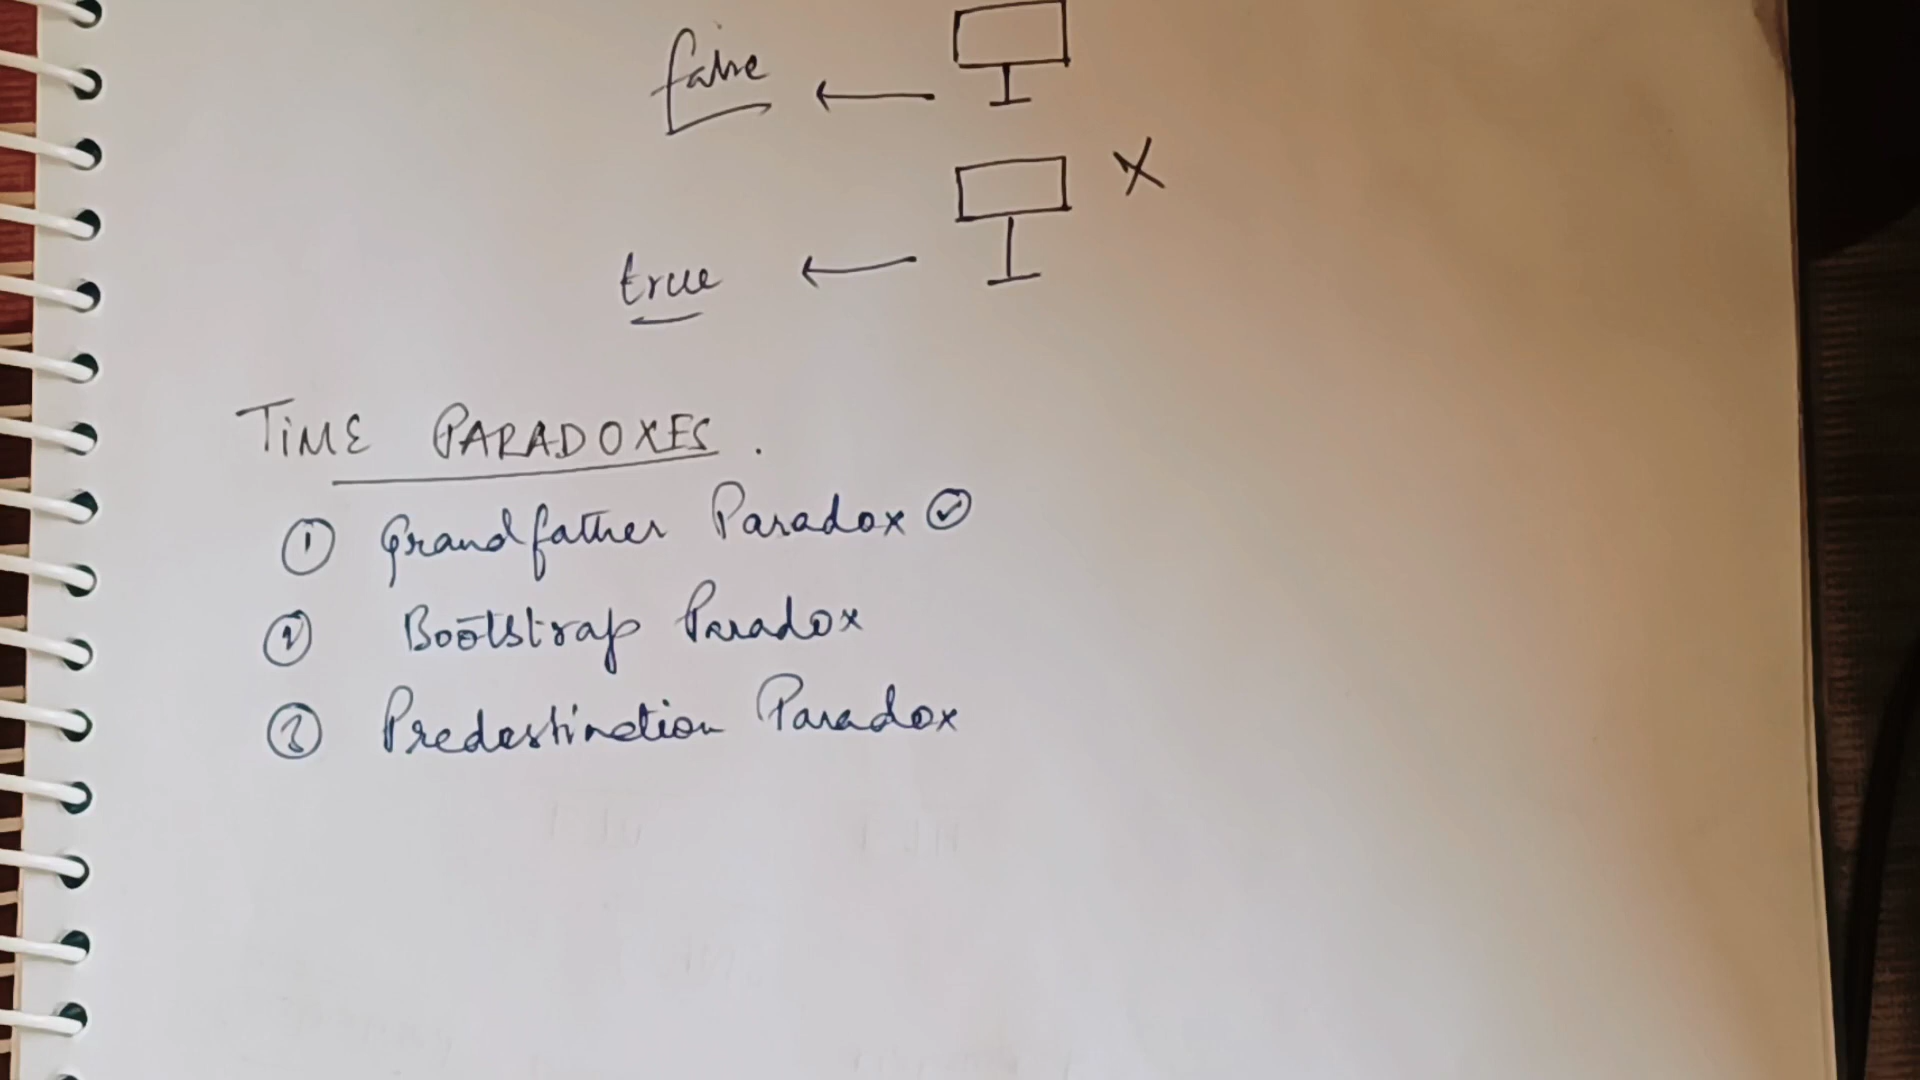 false
X
true
TIME PARADOXES.
① Grandfather Paradox ✓
② Bootstrap Paradox
③ Predestination Paradox